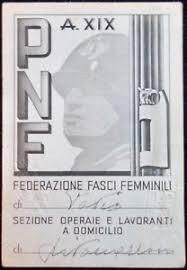 A. XIX
PNF
FEDERAZIONE FASCI FEMMINILI
di
SEZIONE OPERAIE E LAVORANTI
A DOMICILIO
di